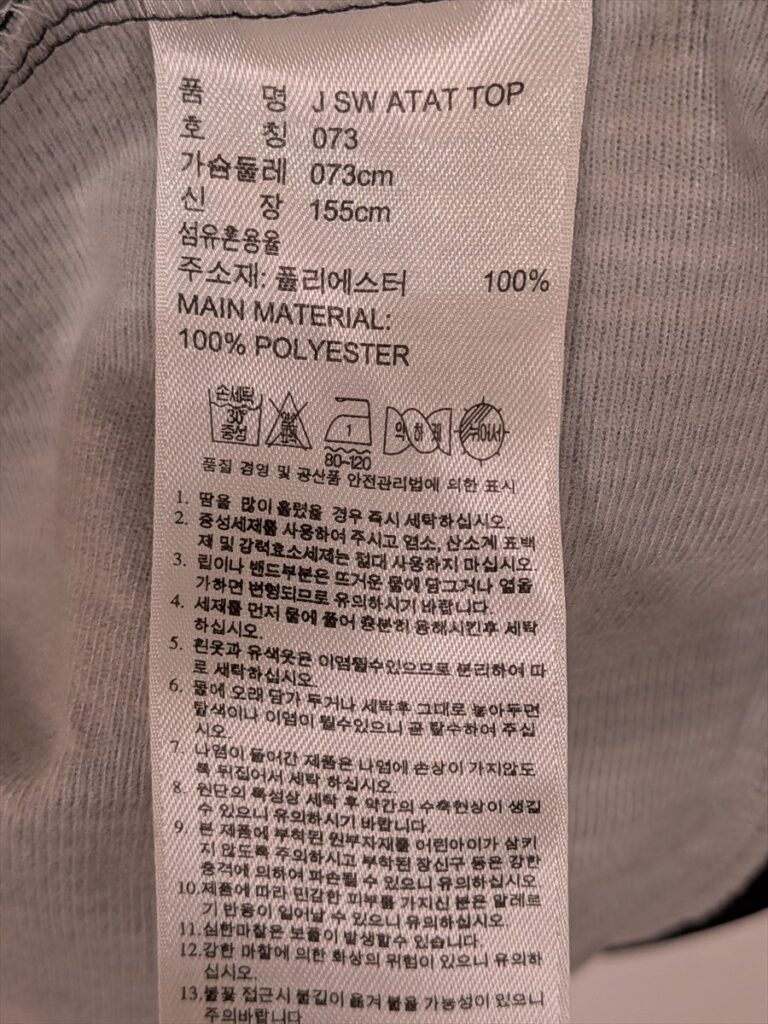 품 명 J SW ATAT TOP
호 칭 073
가슴둘레 073cm
신 장 155cm
섬유혼용율
주소재: 폴리에스터 100%
MAIN MATERIAL:
100% POLYESTER
손세탁 30 중성 염소표백 1 80-120 약하게 뉘어서
품질 경영 및 공산품 안전관리법에 의한 표시
1. 땀을 많이 흘렸을 경우 즉시 세탁하십시오.
2. 중성세제를 사용하여 주시고 염소, 산소계 표백
제 및 강력효소세제는 절대 사용하지 마십시오.
3. 립이나 밴드부분은 뜨거운 물에 담그거나 열을
가하면 변형되므로 유의하시기 바랍니다.
4. 세제를 먼저 물에 풀어 충분히 용해시킨후 세탁
하십시오.
5. 흰옷과 유색옷은 이염될수있으므로 분리하여 따
로 세탁하십시오.
6. 물에 오래 담가 두거나 세탁후 그대로 놓아두면
탈색이나 이염이 될수있으니 곧 탈수하여 주십
시오.
7. 나염이 들어간 제품은 나염에 손상이 가지않도
록 뒤집어서 세탁 하십시오.
8. 원단의 특성상 세탁 후 약간의 수축현상이 생길
수 있으니 유의하시기 바랍니다.
9. 본 제품에 부착된 원부자재를 어린아이가 삼키
지 않도록 주의하시고 부착된 장신구 등은 강한
충격에 의하여 파손될 수 있으니 유의하십시오.
10.제품에 따라 민감한 피부를 가지신 분은 알레르
기 반응이 일어날 수 있으니 유의하십시오.
11.심한마찰은 보풀이 발생할수 있습니다.
12.강한 마찰에 의한 화상의 위험이 있으니 유의하
십시오.
13.불꽃 접근시 불길이 옮겨 붙을 가능성이 있으니
주의바랍니다